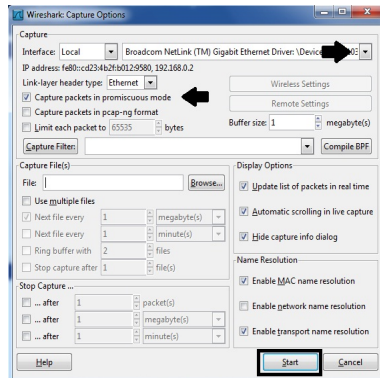 Wireshark: Capture Options
Capture
Interface: Local Broadcom NetLink (TM) Gigabit Ethernet Driver: \Device
IP address: fe80::cd23:4b2f:b012:9580, 192.168.0.2
Link-layer header type: Ethernet
Wireless Settings
Capture packets in promiscuous mode
Remote Settings
Capture packets in pcap-ng format
Limit each packet to 65535 bytes
Buffer size: 1 megabyte(s)
Capture Filter:
Compile BPF
Capture File(s)
File:
Browse...
Use multiple files
Next file every 1 megabyte(s)
Next file every 1 minute(s)
Ring buffer with 2 files
Stop capture after 1 file(s)
Display Options
Update list of packets in real time
Automatic scrolling in live capture
Hide capture info dialog
Stop Capture ...
... after 1 packet(s)
... after 1 megabyte(s)
... after 1 minute(s)
Name Resolution
Enable MAC name resolution
Enable network name resolution
Enable transport name resolution
Help
Start
Cancel